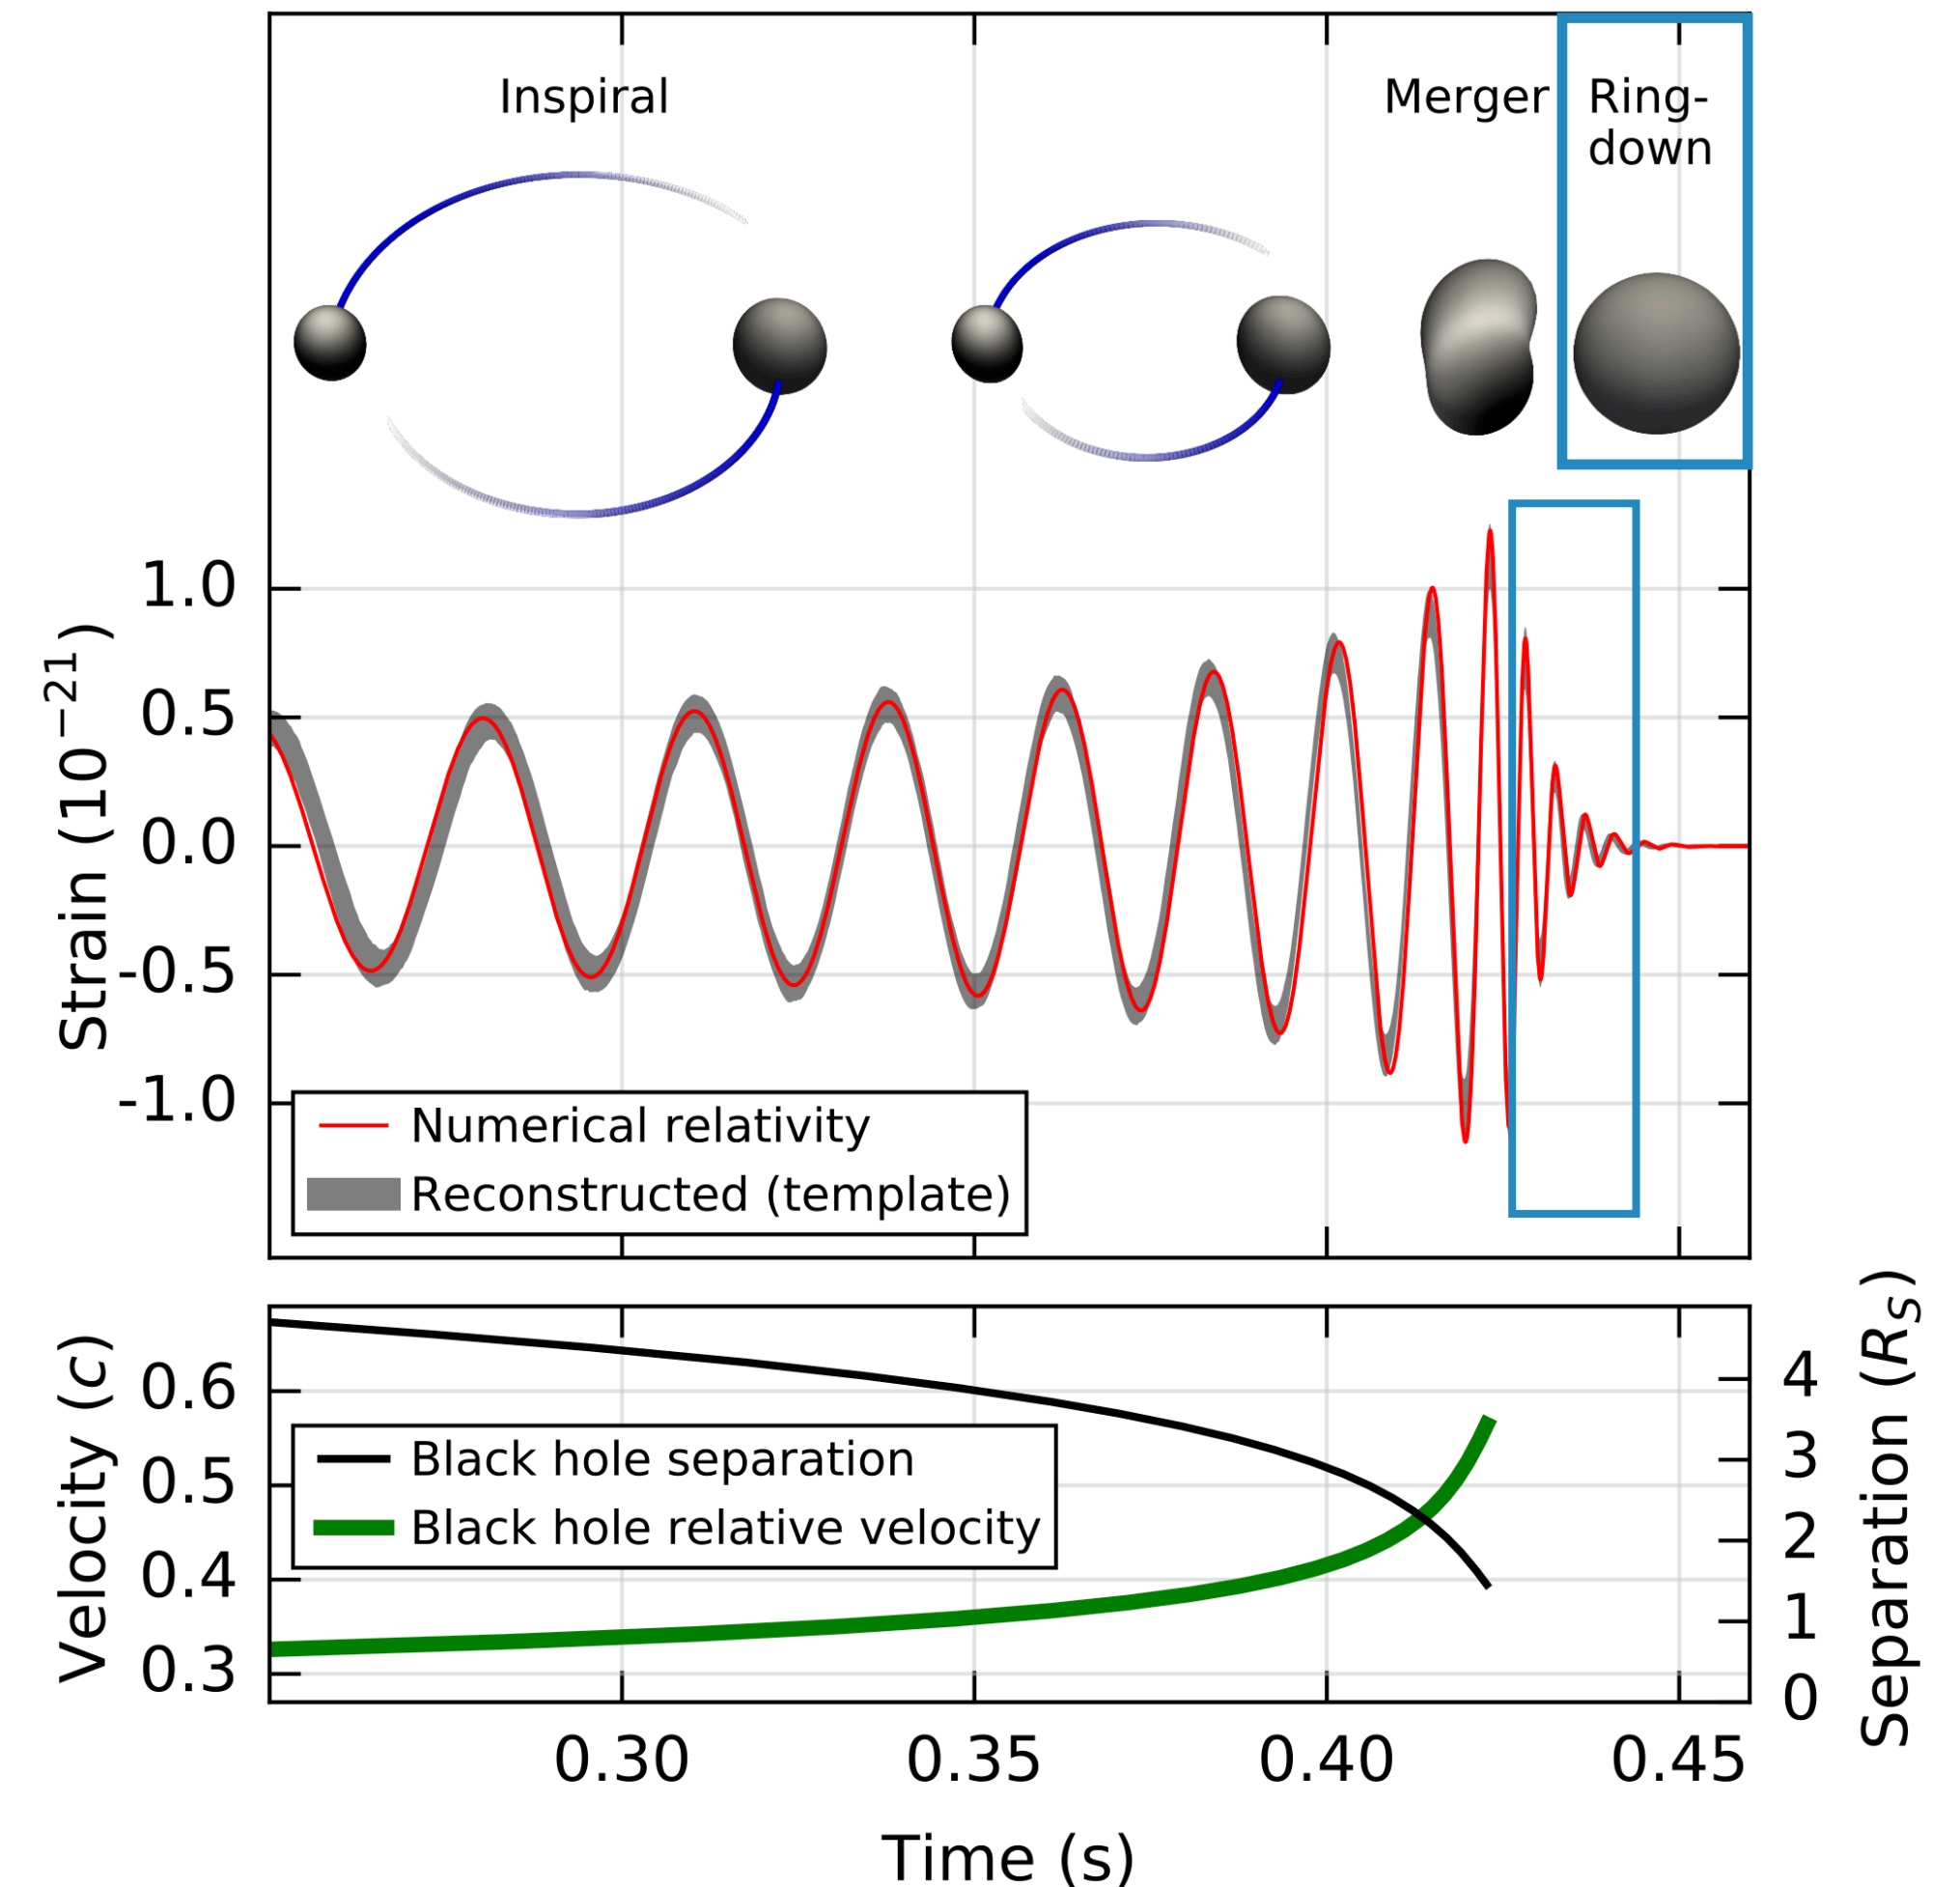 Inspiral
Merger
Ring-
down
Strain (10⁻²¹)
1.0
0.5
0.0
-0.5
-1.0
Numerical relativity
Reconstructed (template)
Velocity (c)
0.6
0.5
0.4
0.3
Black hole separation
Black hole relative velocity
Separation (Rₛ)
4
3
2
1
0
0.30
0.35
0.40
0.45
Time (s)